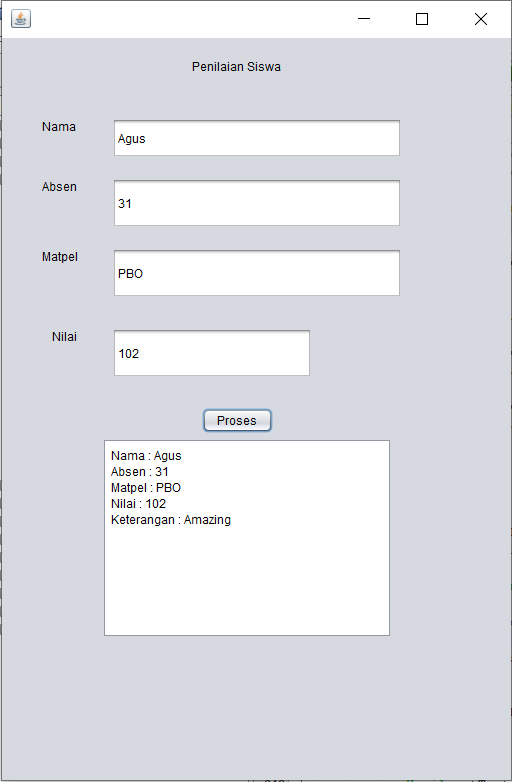 Penilaian Siswa
Nama
Agus
Absen
31
Matpel
PBO
Nilai
102
Proses
Nama : Agus
Absen : 31
Matpel : PBO
Nilai : 102
Keterangan : Amazing